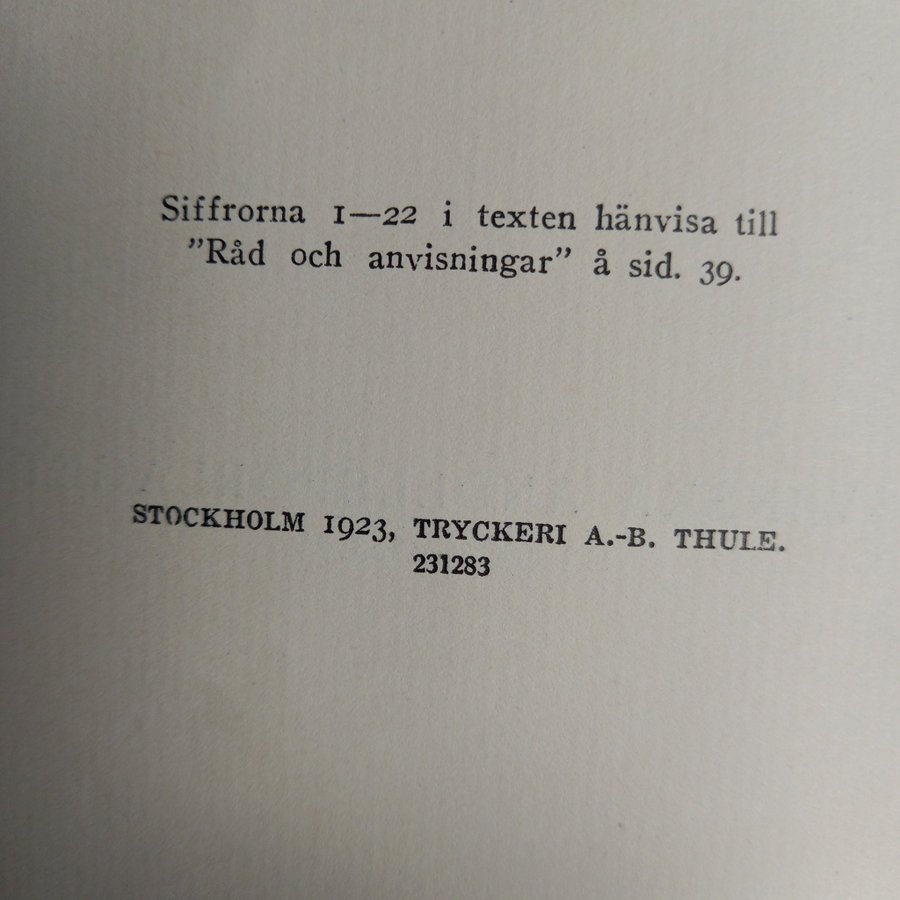 Siffrorna 1—22 i texten hänvisa till
”Råd och anvisningar” å sid. 39.
STOCKHOLM 1923, TRYCKERI A.-B. THULE.
231283